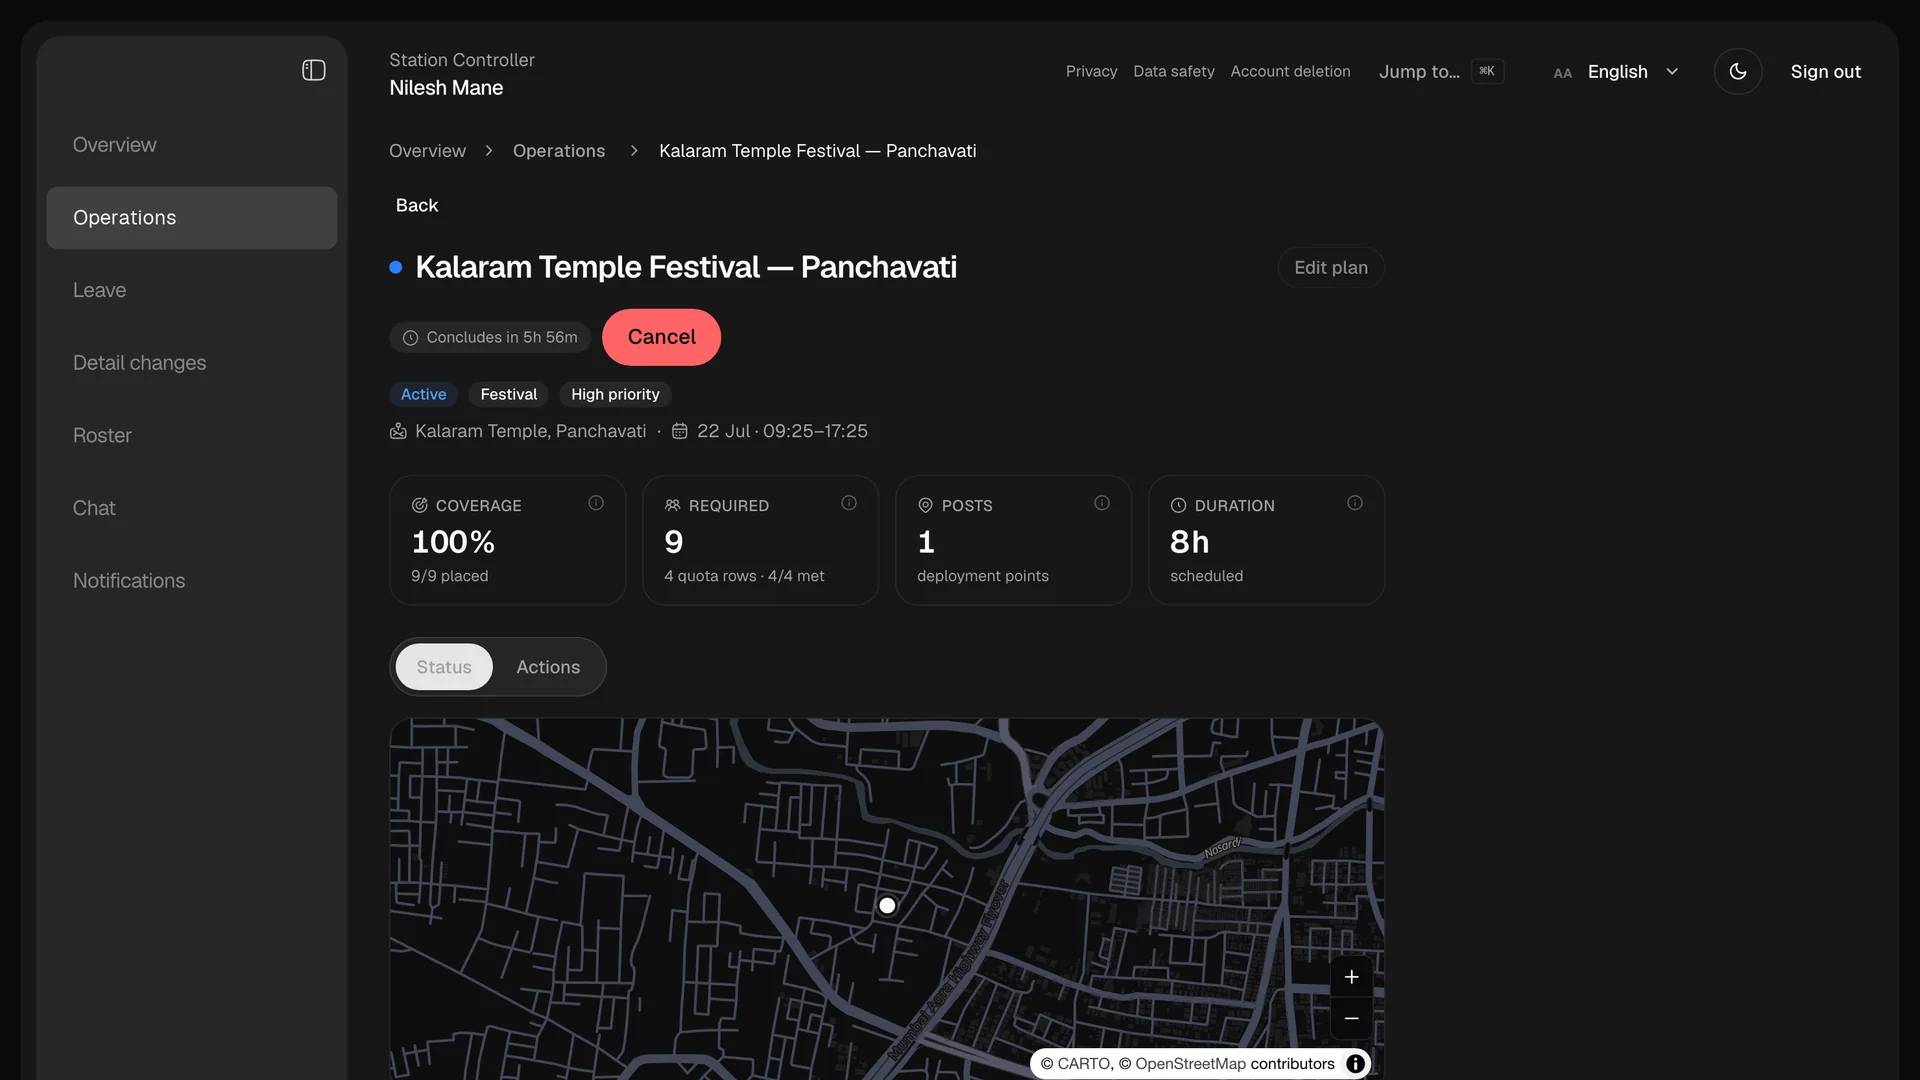 Station Controller
Nilesh Mane
Privacy
Data safety
Account deletion
Jump to...
⌘K
AA
English
Sign out
Overview
Operations
Leave
Detail changes
Roster
Chat
Notifications
Overview > Operations > Kalaram Temple Festival — Panchavati
Back
Kalaram Temple Festival — Panchavati
Edit plan
Concludes in 5h 56m
Cancel
Active
Festival
High priority
Kalaram Temple, Panchavati · 22 Jul · 09:25–17:25
COVERAGE
100%
9/9 placed
REQUIRED
9
4 quota rows · 4/4 met
POSTS
1
deployment points
DURATION
8h
scheduled
Status
Actions
Nasardi
Mumbai Agra Highway Flyover
+
−
© CARTO, © OpenStreetMap contributors